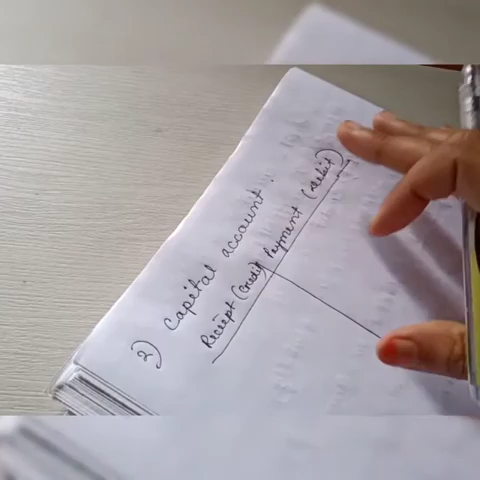 2) Capital account :
Receipt (Credit) Payment (Debit)